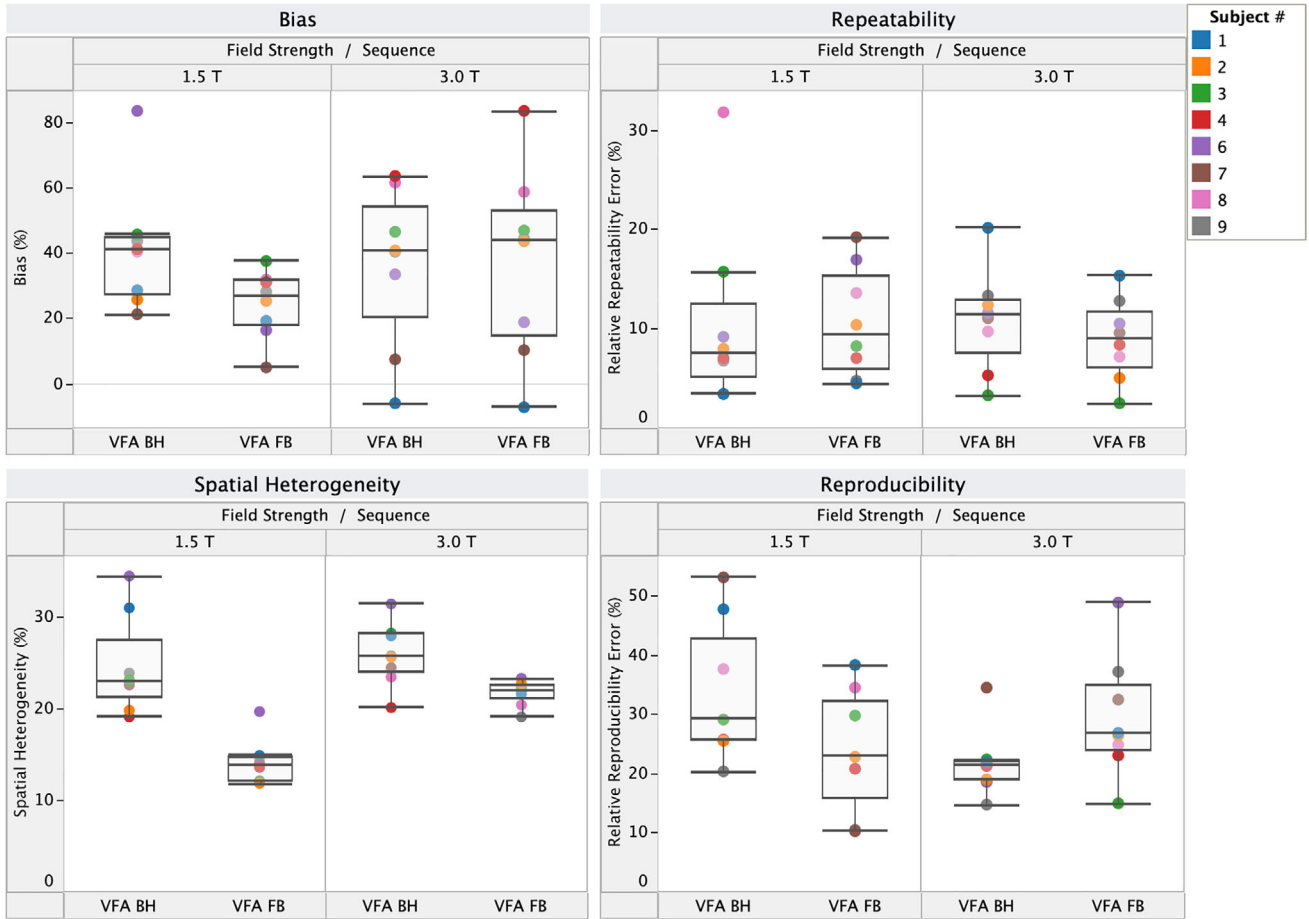 Bias
Field Strength / Sequence
1.5 T 3.0 T
Bias (%)
80
60
40
20
0
VFA BH VFA FB VFA BH VFA FB
Repeatability
Field Strength / Sequence
1.5 T 3.0 T
Relative Repeatability Error (%)
30
20
10
0
VFA BH VFA FB VFA BH VFA FB
Subject #
1
2
3
4
6
7
8
9
Spatial Heterogeneity
Field Strength / Sequence
1.5 T 3.0 T
Spatial Heterogeneity (%)
30
20
10
0
VFA BH VFA FB VFA BH VFA FB
Reproducibility
Field Strength / Sequence
1.5 T 3.0 T
Relative Reproducibility Error (%)
50
40
30
20
10
0
VFA BH VFA FB VFA BH VFA FB